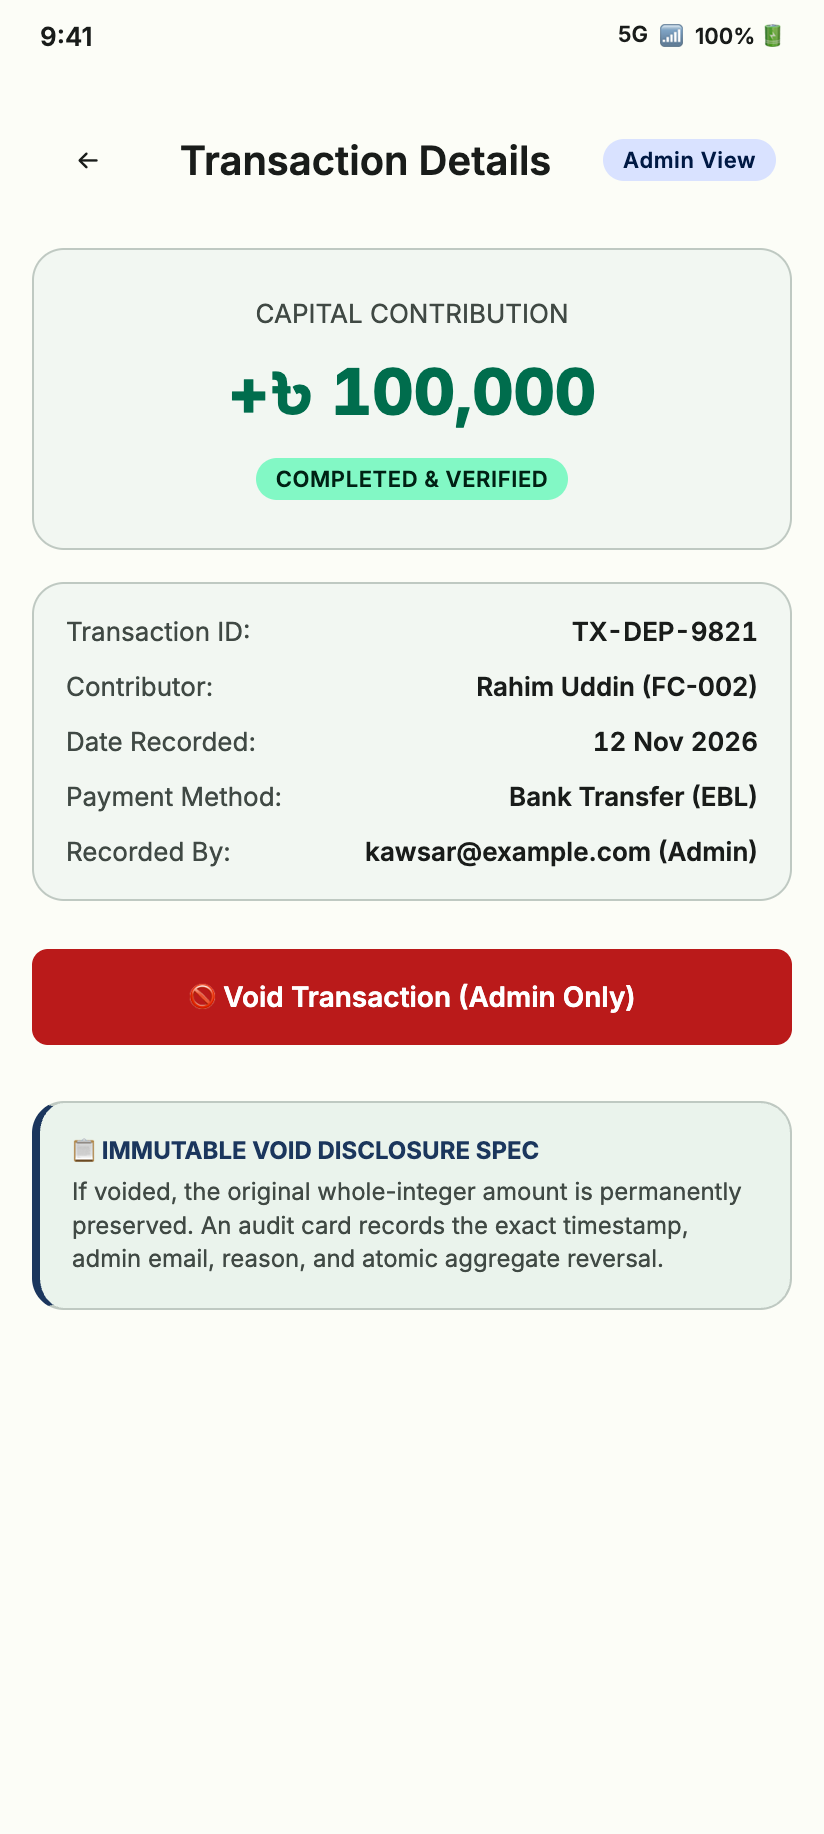 9:41
5G 100%
Transaction Details
Admin View
CAPITAL CONTRIBUTION
+৳ 100,000
COMPLETED & VERIFIED
Transaction ID: TX-DEP-9821
Contributor: Rahim Uddin (FC-002)
Date Recorded: 12 Nov 2026
Payment Method: Bank Transfer (EBL)
Recorded By: kawsar@example.com (Admin)
🚫 Void Transaction (Admin Only)
📋 IMMUTABLE VOID DISCLOSURE SPEC
If voided, the original whole-integer amount is permanently
preserved. An audit card records the exact timestamp,
admin email, reason, and atomic aggregate reversal.